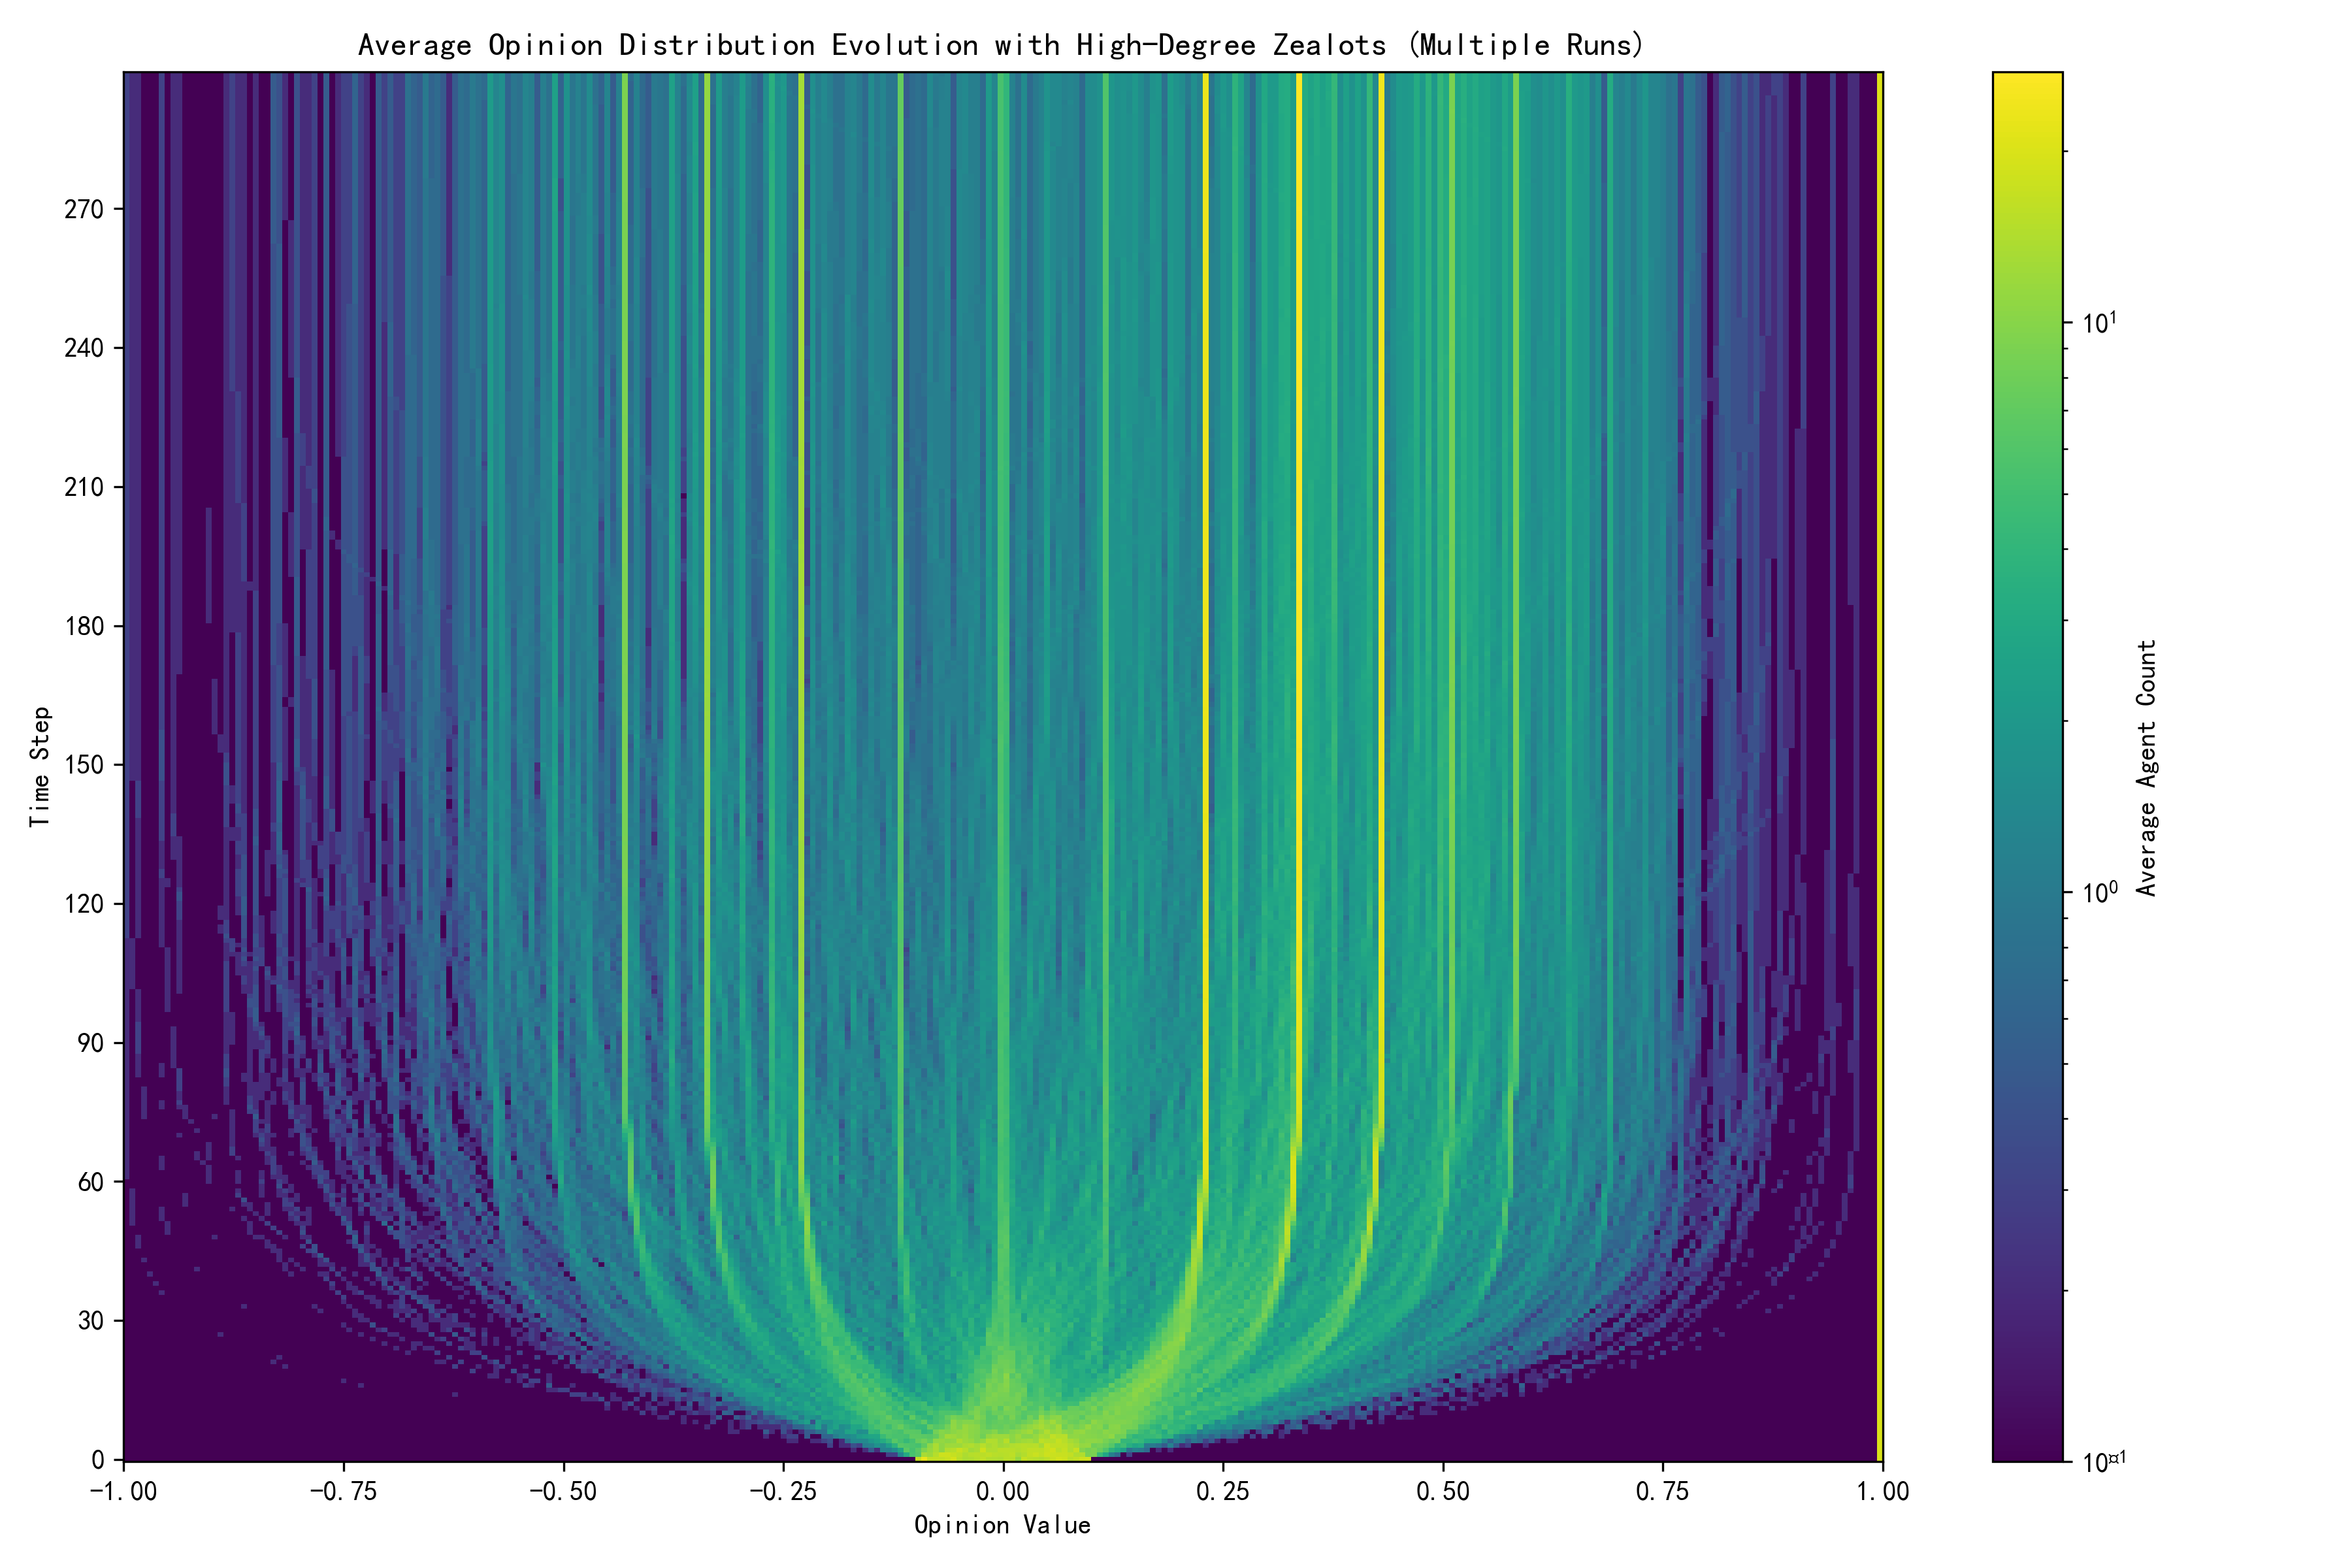 Average Opinion Distribution Evolution with High-Degree Zealots (Multiple Runs)
270
240
210
180
150
120
90
60
30
0
Time Step
-1.00 -0.75 -0.50 -0.25 0.00 0.25 0.50 0.75 1.00
Opinion Value
10¹
10⁰
10¤¹
Average Agent Count